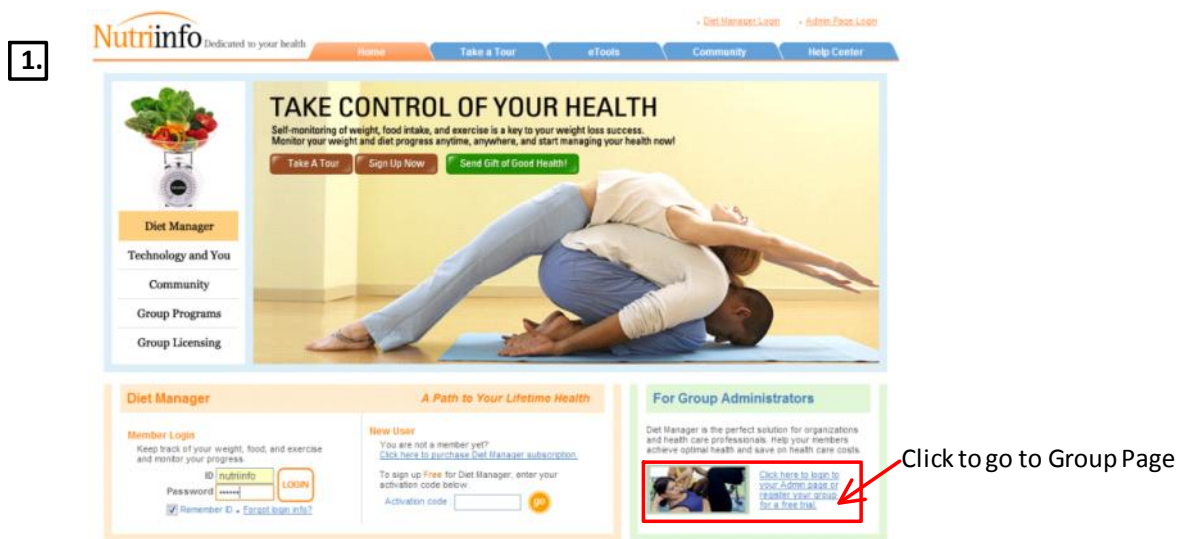 Diet Manager Login Admin Page Login
Nutriinfo Dedicated to your health
Home Take a Tour eTools Community Help Center
1.
TAKE CONTROL OF YOUR HEALTH
Self-monitoring of weight, food intake, and exercise is a key to your weight loss success.
Monitor your weight and diet progress anytime, anywhere, and start managing your health now!
Take A Tour Sign Up Now Send Gift of Good Health!
Diet Manager
Technology and You
Community
Group Programs
Group Licensing
Diet Manager A Path to Your Lifetime Health
Member Login
Keep track of your weight, food, and exercise
and monitor your progress.
ID nutriinfo
Password ••••••
LOGIN
Remember ID Forgot login info?
New User
You are not a member yet?
Click here to purchase Diet Manager subscription.
To sign up Free for Diet Manager, enter your
activation code below.
Activation code : go
For Group Administrators
Diet Manager is the perfect solution for organizations
and health care professionals. Help your members
achieve optimal health and save on health care costs.
Click here to login to
your Admin page or
register your group
for a free trial.
Click to go to Group Page